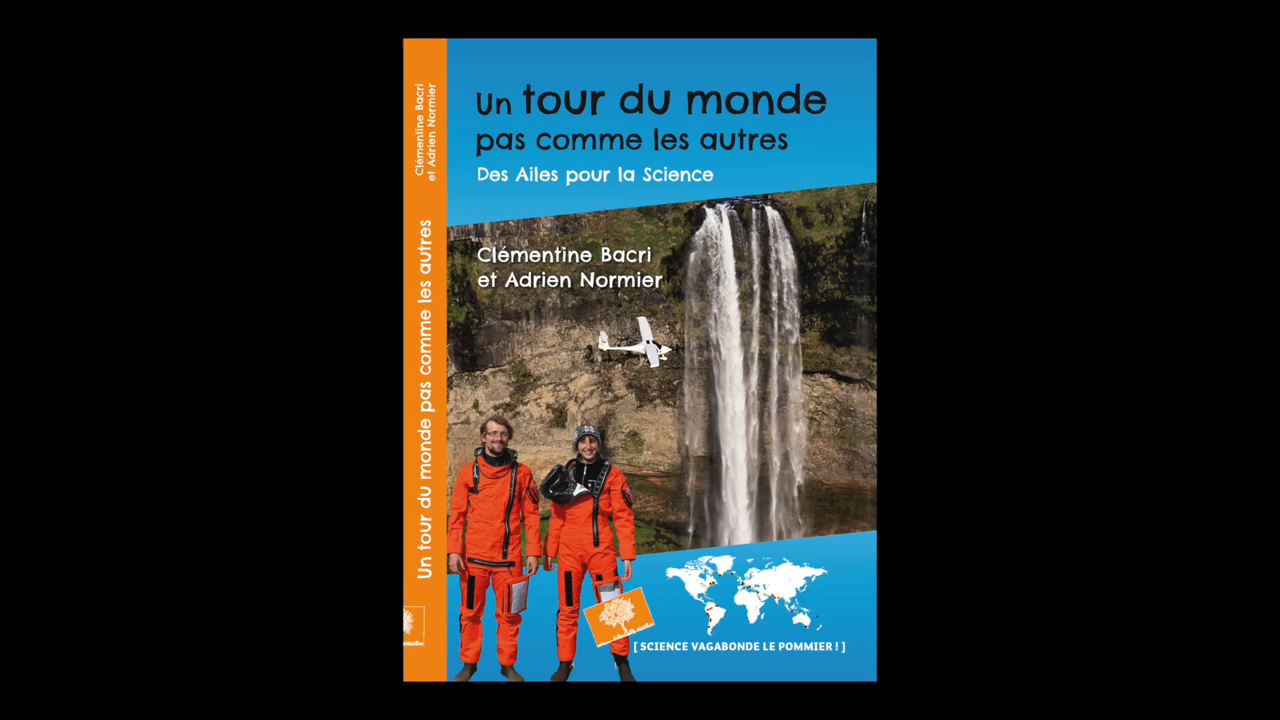 Clémentine Bacri
et Adrien Normier
Un tour du monde pas comme les autres
Un tour du monde
pas comme les autres
Des Ailes pour la Science
Clémentine Bacri
et Adrien Normier
[ SCIENCE VAGABONDE LE POMMIER ! ]